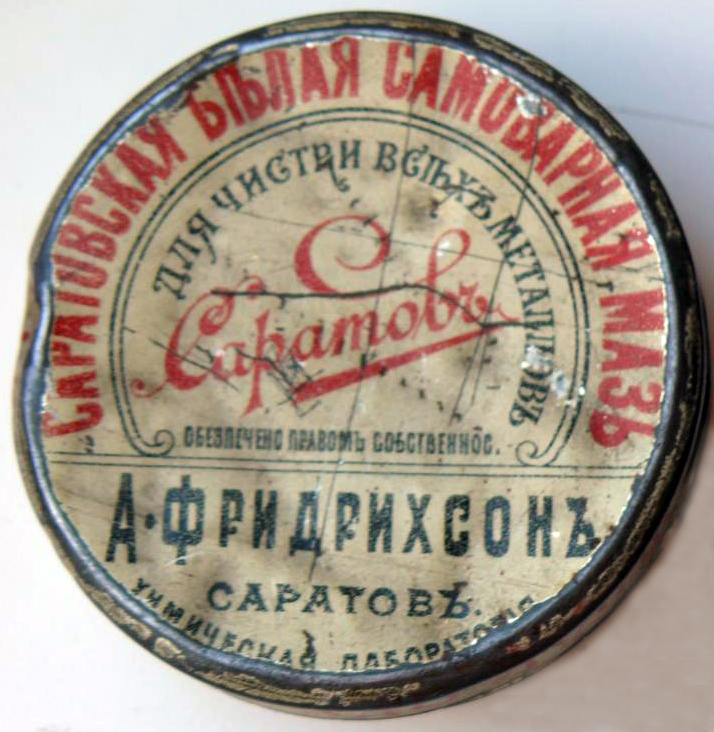 САРАТОВСКАЯ БѢЛАЯ САМОВАРНАЯ МАЗЬ
ДЛЯ ЧИСТКИ ВСѢХЪ МЕТАЛЛОВЪ
С
Саратовъ
ОБЕЗПЕЧЕНО ПРАВОМЪ СОБСТВЕННОС.
А. ФРИДРИХСОНЪ
САРАТОВЪ.
ХИМИЧЕСКАЯ ЛАБОРАТОРІЯ